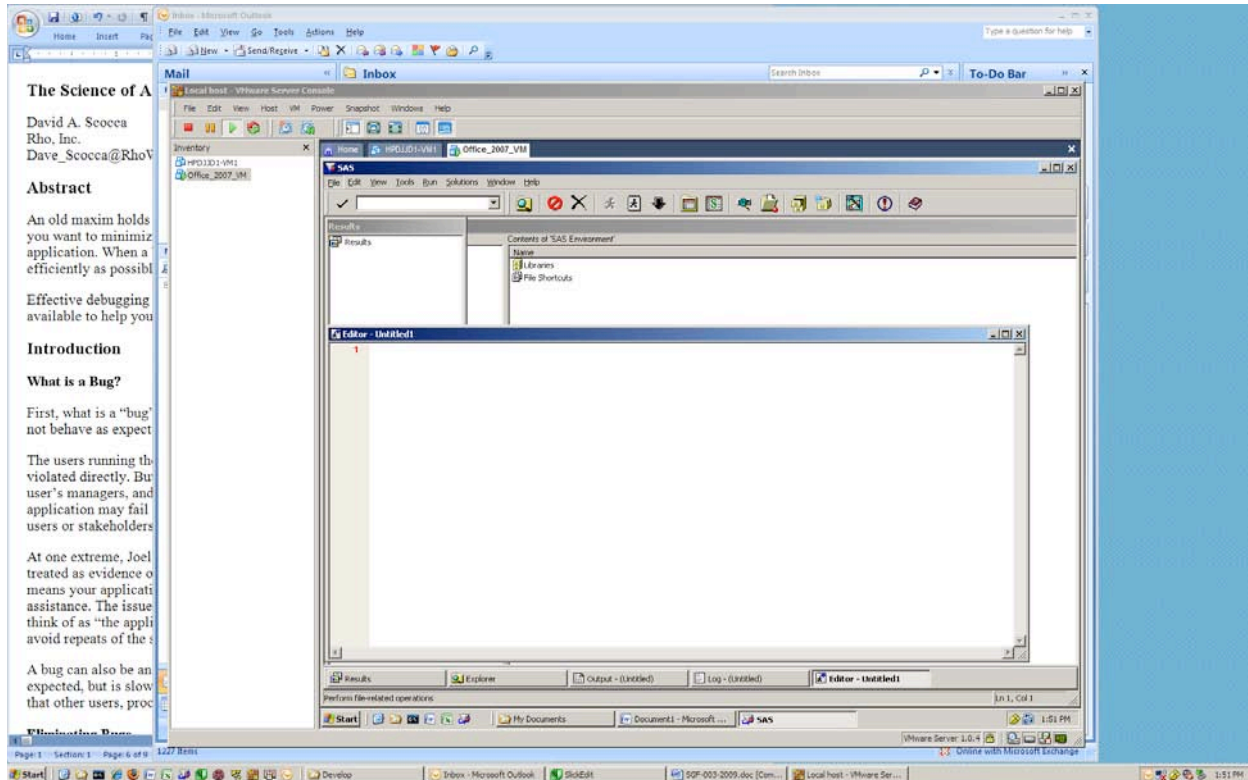 Home Insert
Inbox - Microsoft Outlook
File Edit View Go Tools Actions Help
Type a question for help
New Send/Receive
Mail
Inbox
Search Inbox
To-Do Bar
The Science of A
David A. Scocca
Rho, Inc.
Dave_Scocca@RhoW
Abstract
An old maxim holds
you want to minimiz
application. When a
efficiently as possibl
Effective debugging
available to help you
Introduction
What is a Bug?
First, what is a “bug”
not behave as expect
The users running the
violated directly. But
user’s managers, and
application may fail
users or stakeholders
At one extreme, Joel
treated as evidence o
means your applicati
assistance. The issue
think of as “the appli
avoid repeats of the s
A bug can also be an
expected, but is slow
that other users, proc
Eliminating Bugs
Page: 1 Section: 1 Page: 6 of 9
Local host - VMware Server Console
File Edit View Host VM Power Snapshot Windows Help
Inventory
HPDJJD1-VM1
Office_2007_VM
Home HPDJJD1-VM1 Office_2007_VM
SAS
File Edit View Tools Run Solutions Window Help
Results
Results
Contents of 'SAS Environment'
Name
Libraries
File Shortcuts
Editor - Untitled1
1
Results Explorer Output - (Untitled) Log - (Untitled) Editor - Untitled1
Perform file-related operations
Ln 1, Col 1
Start My Documents Document1 - Microsoft ... SAS 1:51 PM
VMware Server 1.0.4
1227 Items
Online with Microsoft Exchange
Start Develop Inbox - Microsoft Outlook SlickEdit SGF-003-2009.doc [Com... Local host - VMware Ser... 1:51 PM